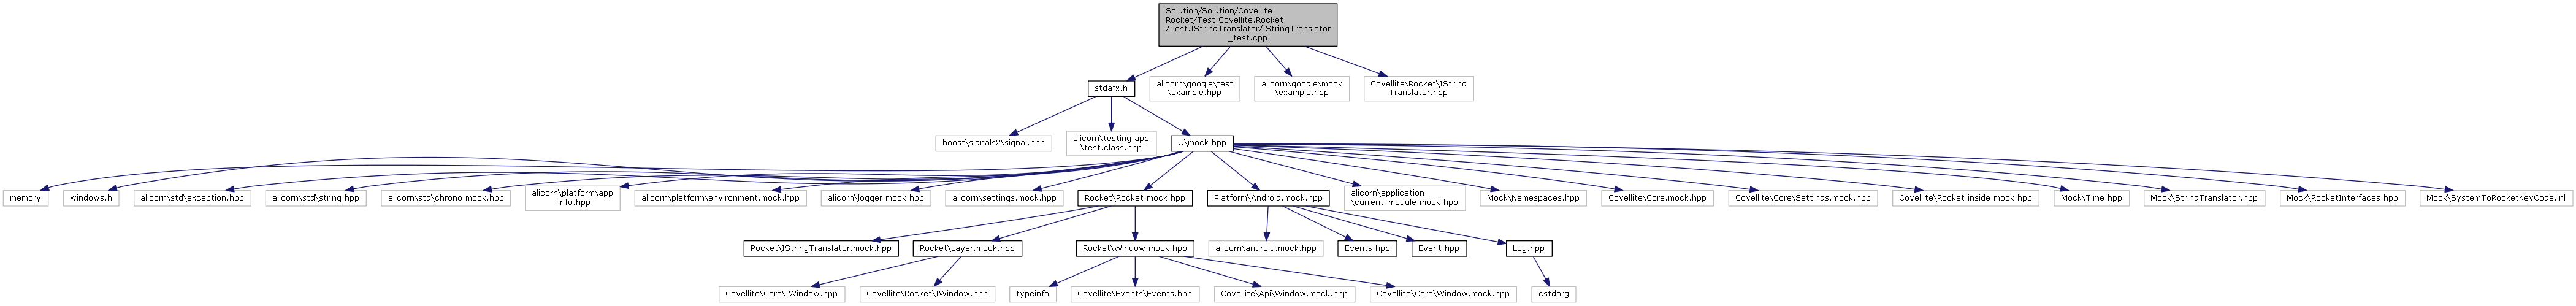 Solution/Solution/Covellite.
Rocket/Test.Covellite.Rocket
/Test.IStringTranslator/IStringTranslator
_test.cpp
stdafx.h
alicorn\google\test
\example.hpp
alicorn\google\mock
\example.hpp
Covellite\Rocket\IString
Translator.hpp
boost\signals2\signal.hpp
alicorn\testing.app
\test.class.hpp
..\mock.hpp
memory
windows.h
alicorn\std\exception.hpp
alicorn\std\string.hpp
alicorn\std\chrono.mock.hpp
alicorn\platform\app
-info.hpp
alicorn\platform\environment.mock.hpp
alicorn\logger.mock.hpp
alicorn\settings.mock.hpp
Rocket\Rocket.mock.hpp
Platform\Android.mock.hpp
alicorn\application
\current-module.mock.hpp
Mock\Namespaces.hpp
Covellite\Core.mock.hpp
Covellite\Core\Settings.mock.hpp
Covellite\Rocket.inside.mock.hpp
Mock\Time.hpp
Mock\StringTranslator.hpp
Mock\RocketInterfaces.hpp
Mock\SystemToRocketKeyCode.inl
Rocket\IStringTranslator.mock.hpp
Rocket\Layer.mock.hpp
Rocket\Window.mock.hpp
alicorn\android.mock.hpp
Events.hpp
Event.hpp
Log.hpp
Covellite\Core\IWindow.hpp
Covellite\Rocket\IWindow.hpp
typeinfo
Covellite\Events\Events.hpp
Covellite\Api\Window.mock.hpp
Covellite\Core\Window.mock.hpp
cstdarg